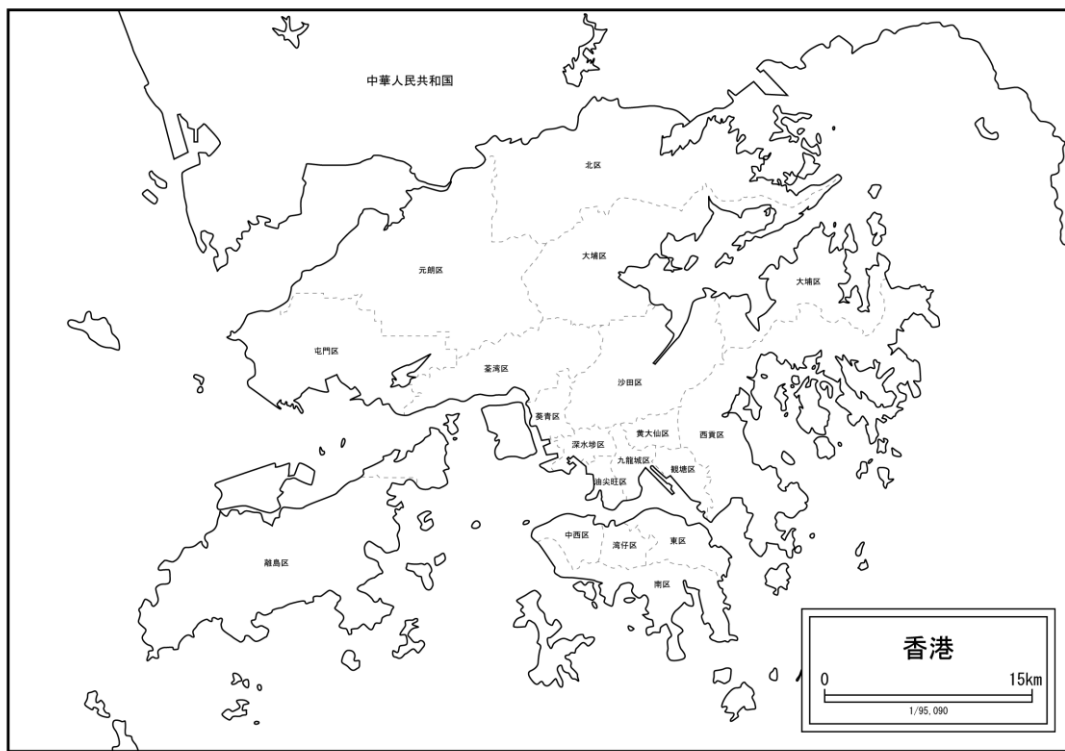 中華人民共和国
北区
大埔区
元朗区
大埔区
屯門区
荃湾区
沙田区
葵青区
黄大仙区
西貢区
深水埗区
九龍城区
観塘区
油尖旺区
中西区
湾仔区
東区
離島区
南区
香港
0 15km
1/95,090